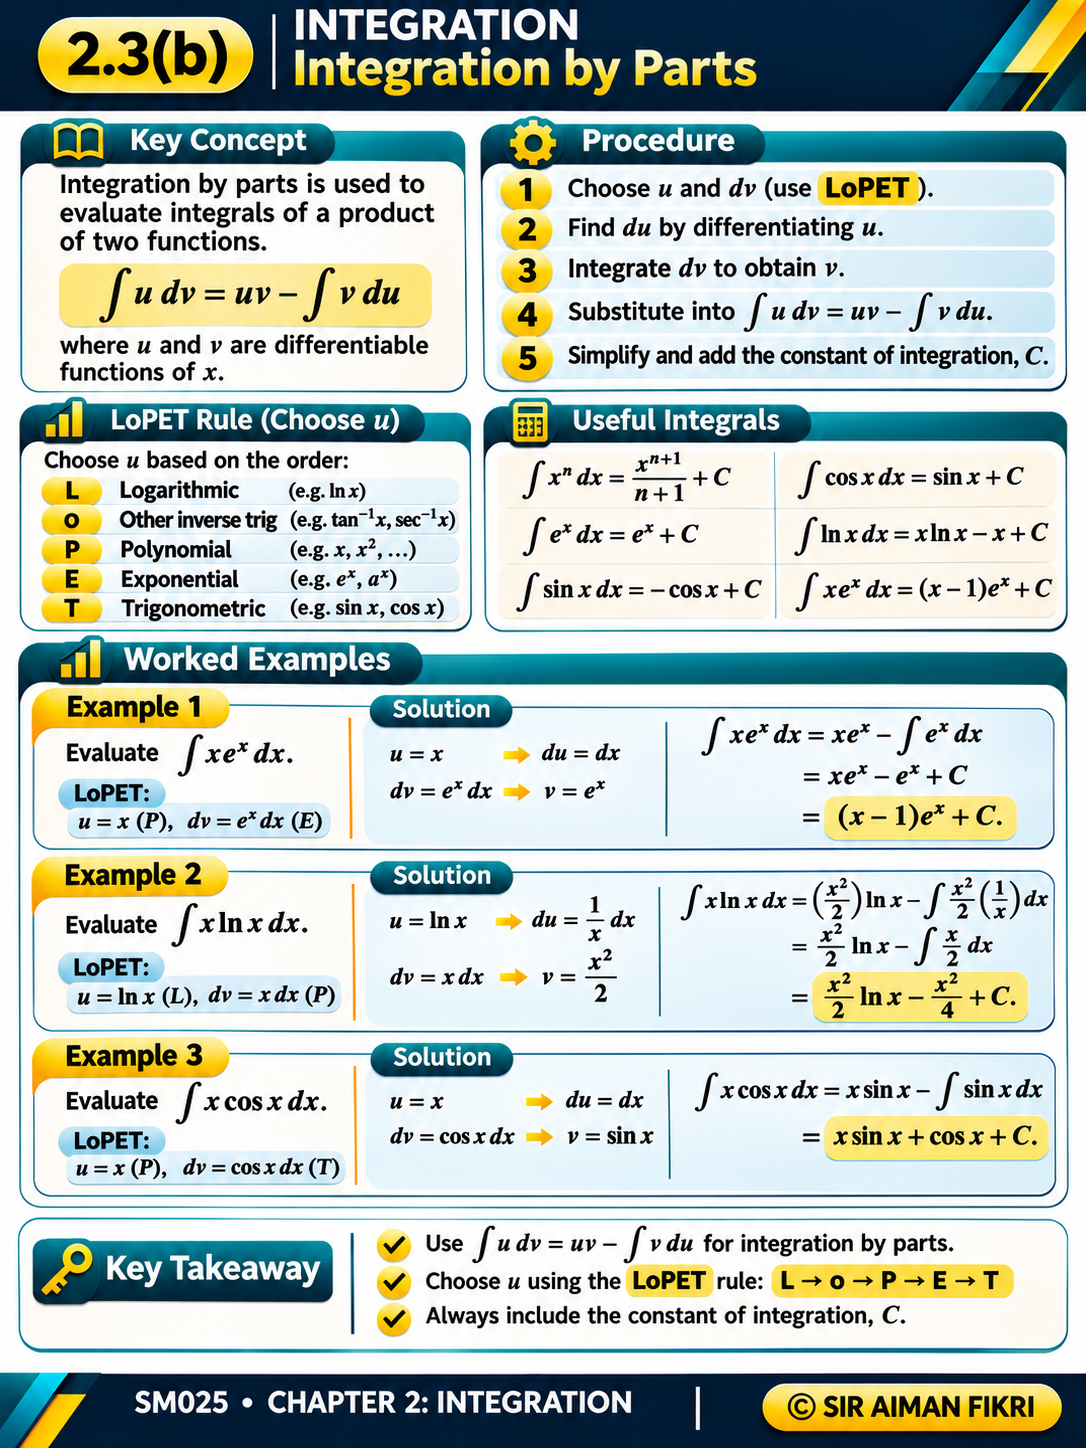 2.3(b)
INTEGRATION
Integration by Parts
Key Concept
Integration by parts is used to
evaluate integrals of a product
of two functions.
∫ u dv = uv − ∫ v du
where u and v are differentiable
functions of x.
Procedure
1 Choose u and dv (use LoPET).
2 Find du by differentiating u.
3 Integrate dv to obtain v.
4 Substitute into ∫ u dv = uv − ∫ v du.
5 Simplify and add the constant of integration, C.
LoPET Rule (Choose u)
Choose u based on the order:
L Logarithmic (e.g. ln x)
o Other inverse trig (e.g. tan⁻¹x, sec⁻¹x)
P Polynomial (e.g. x, x², …)
E Exponential (e.g. eˣ, aˣ)
T Trigonometric (e.g. sin x, cos x)
Useful Integrals
∫ xⁿ dx = xⁿ⁺¹/(n + 1) + C
∫ cos x dx = sin x + C
∫ eˣ dx = eˣ + C
∫ ln x dx = x ln x − x + C
∫ sin x dx = − cos x + C
∫ xeˣ dx = (x − 1)eˣ + C
Worked Examples
Example 1
Evaluate ∫ xeˣ dx.
LoPET:
u = x (P), dv = eˣ dx (E)
Solution
u = x → du = dx
dv = eˣ dx → v = eˣ
∫ xeˣ dx = xeˣ − ∫ eˣ dx
= xeˣ − eˣ + C
= (x − 1)eˣ + C.
Example 2
Evaluate ∫ x ln x dx.
LoPET:
u = ln x (L), dv = x dx (P)
Solution
u = ln x → du = 1/x dx
dv = x dx → v = x²/2
∫ x ln x dx = (x²/2) ln x − ∫ x²/2 (1/x) dx
= x²/2 ln x − ∫ x/2 dx
= x²/2 ln x − x²/4 + C.
Example 3
Evaluate ∫ x cos x dx.
LoPET:
u = x (P), dv = cos x dx (T)
Solution
u = x → du = dx
dv = cos x dx → v = sin x
∫ x cos x dx = x sin x − ∫ sin x dx
= x sin x + cos x + C.
Key Takeaway
Use ∫ u dv = uv − ∫ v du for integration by parts.
Choose u using the LoPET rule: L → o → P → E → T
Always include the constant of integration, C.
SM025 • CHAPTER 2: INTEGRATION
© SIR AIMAN FIKRI